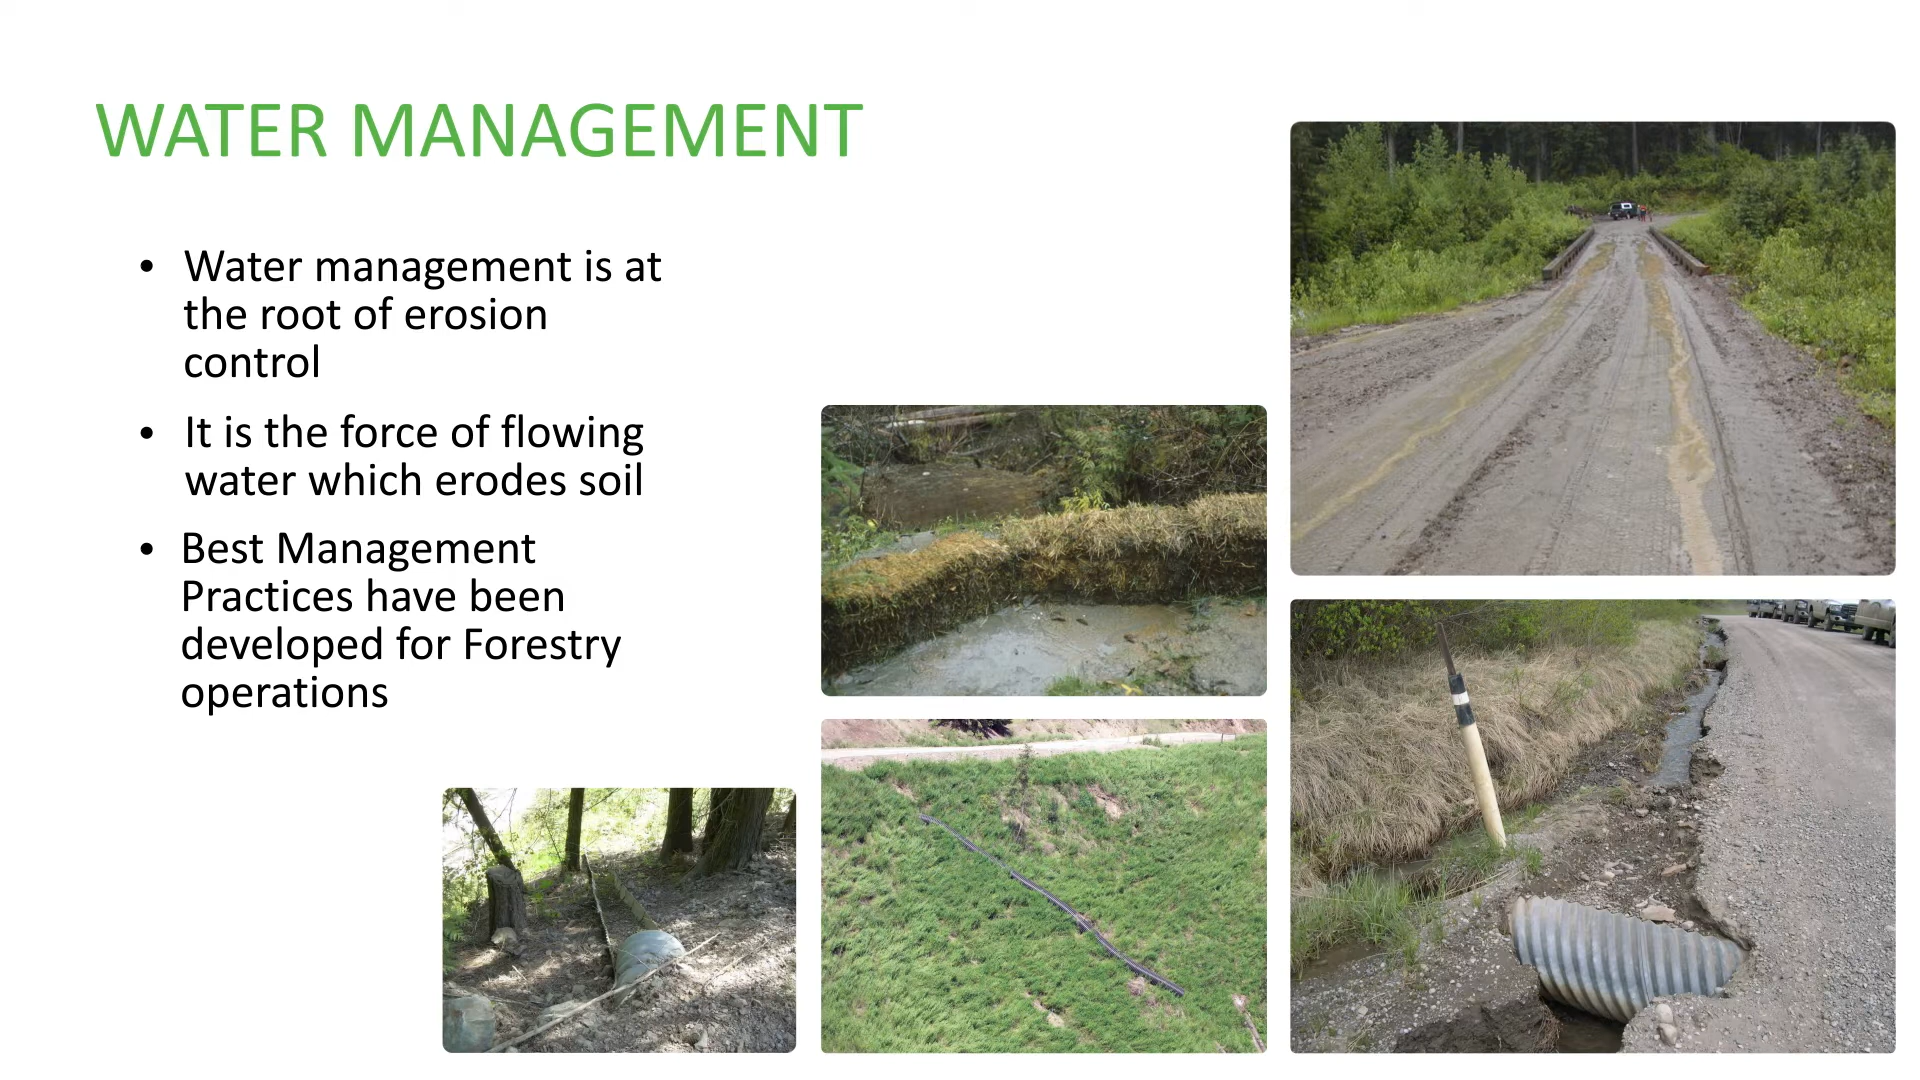 WATER MANAGEMENT
• Water management is at
the root of erosion
control
• It is the force of flowing
water which erodes soil
• Best Management
Practices have been
developed for Forestry
operations